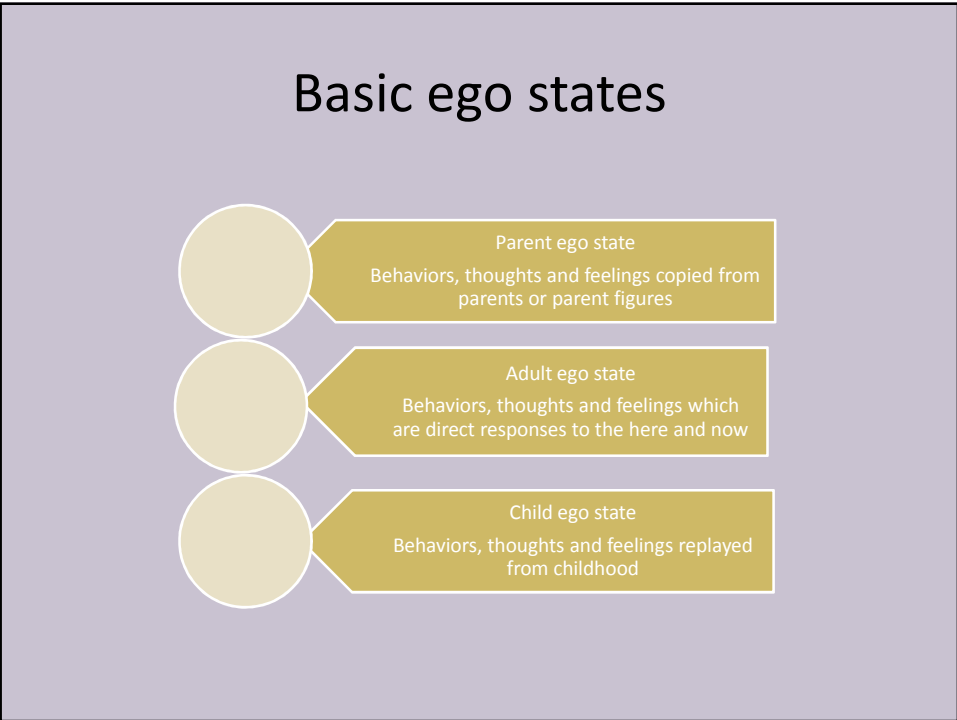 Basic ego states
Parent ego state
Behaviors, thoughts and feelings copied from
parents or parent figures
Adult ego state
Behaviors, thoughts and feelings which
are direct responses to the here and now
Child ego state
Behaviors, thoughts and feelings replayed
from childhood